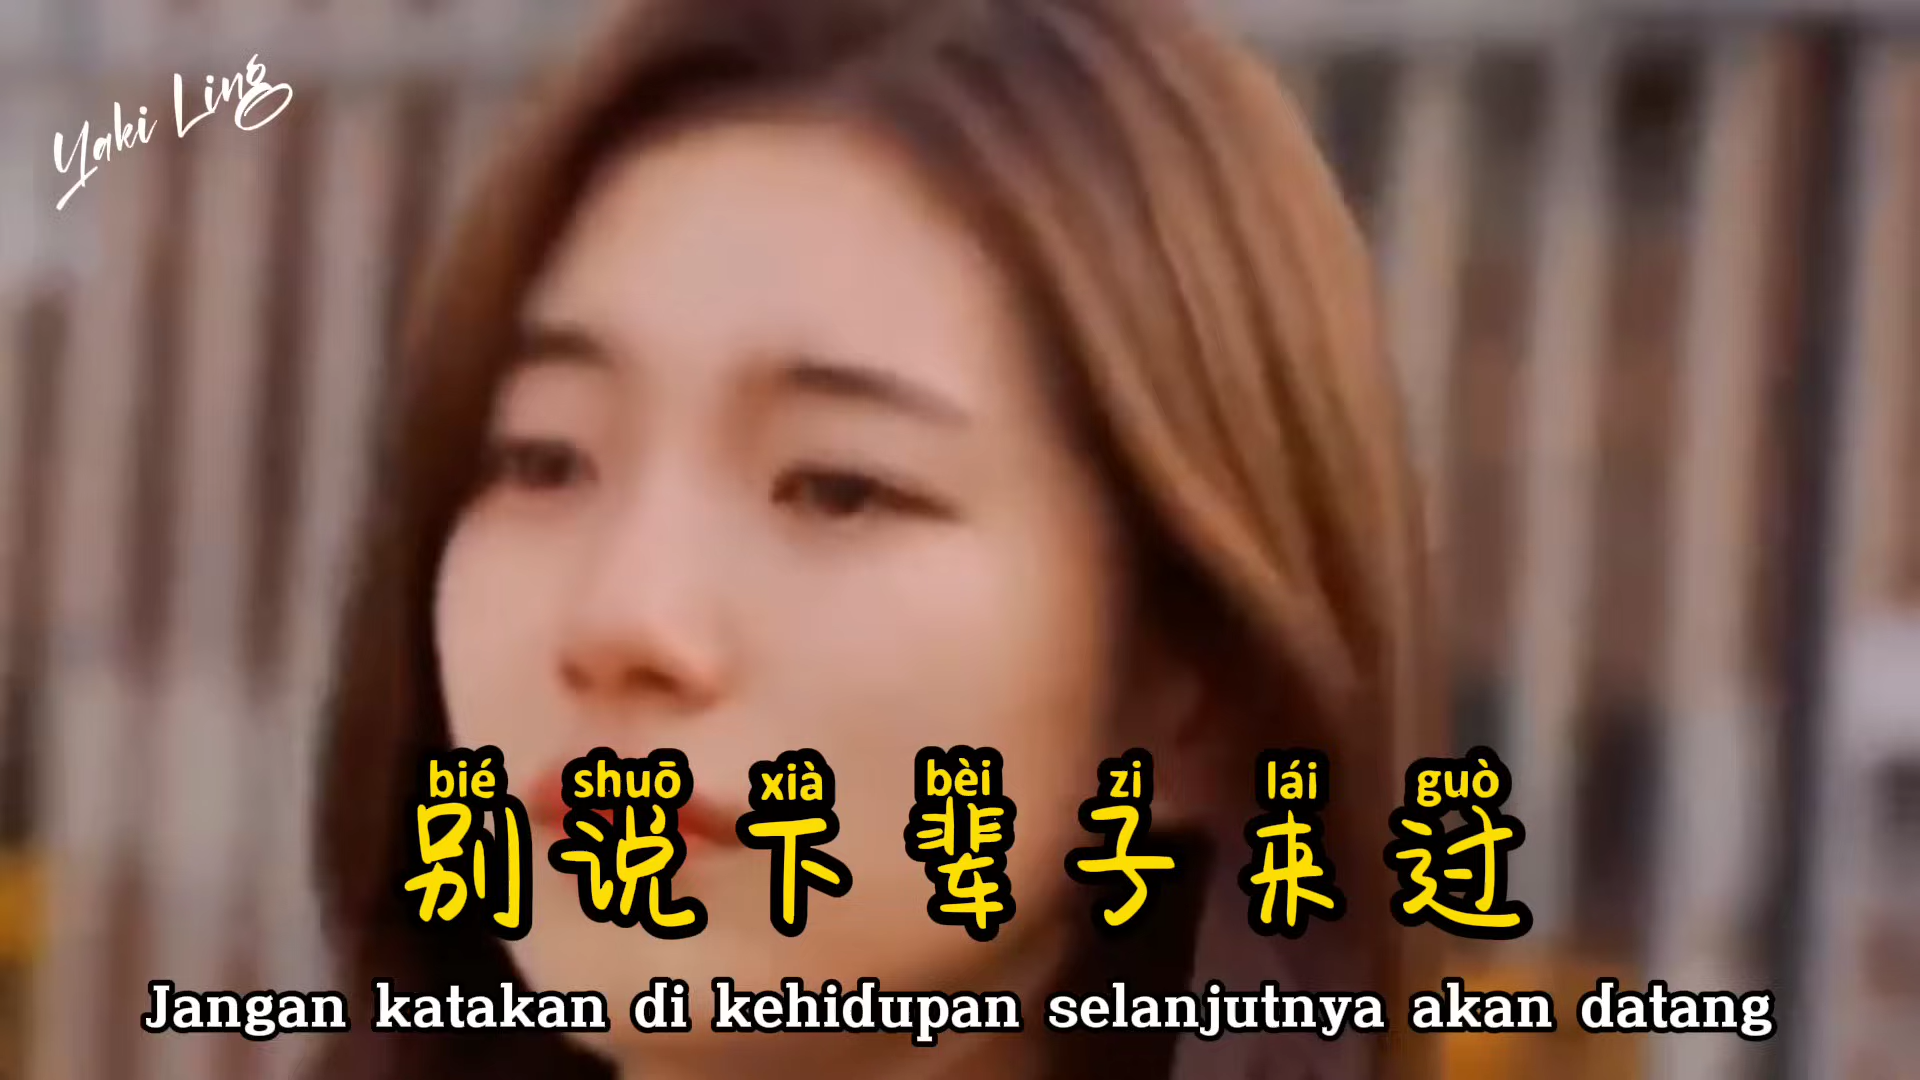 Yaki Ling
bié shuō xià bèi zi lái guò
别说下辈子来过
Jangan katakan di kehidupan selanjutnya akan datang